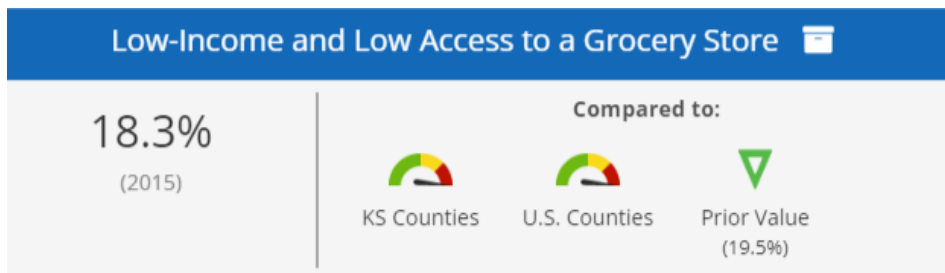 Low-Income and Low Access to a Grocery Store
18.3%
(2015)
Compared to:
KS Counties
U.S. Counties
Prior Value
(19.5%)